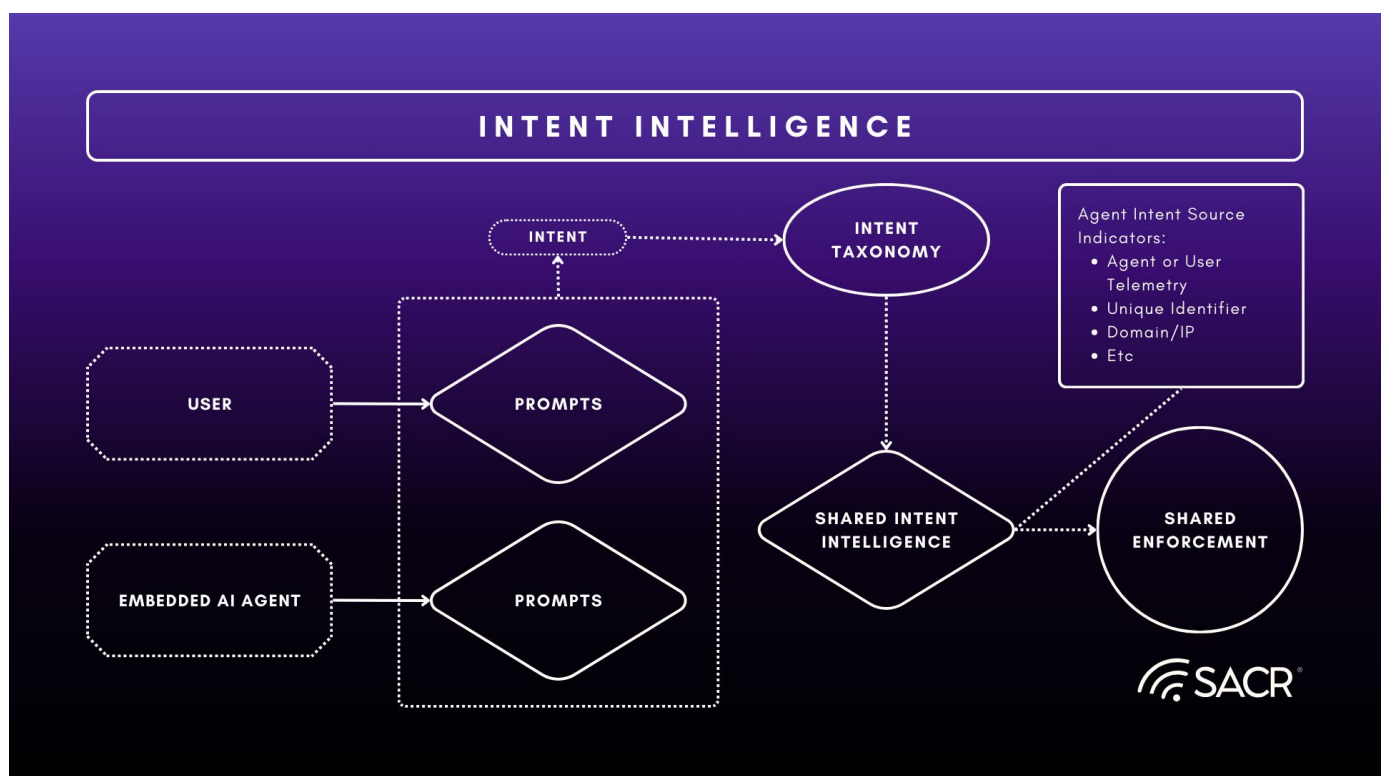 INTENT INTELLIGENCE
INTENT
INTENT
TAXONOMY
Agent Intent Source
Indicators:
• Agent or User
Telemetry
• Unique Identifier
• Domain/IP
• Etc
USER
PROMPTS
SHARED INTENT
INTELLIGENCE
SHARED
ENFORCEMENT
EMBEDDED AI AGENT
PROMPTS
SACR®